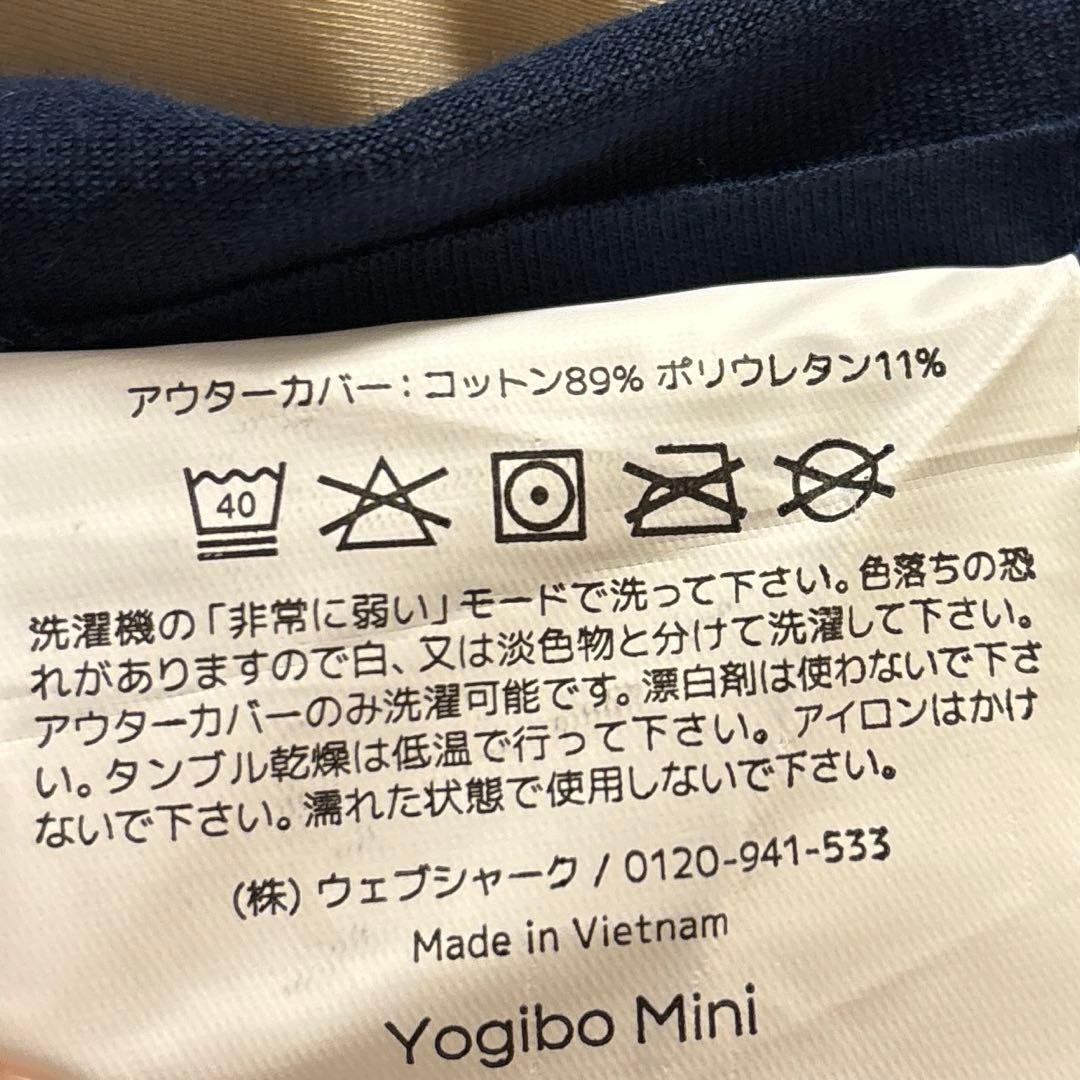 アウターカバー：コットン89% ポリウレタン11%
40
洗濯機の「非常に弱い」モードで洗って下さい。色落ちの恐
れがありますので白、又は淡色物と分けて洗濯して下さい。
アウターカバーのみ洗濯可能です。漂白剤は使わないで下さ
い。タンブル乾燥は低温で行って下さい。アイロンはかけ
ないで下さい。濡れた状態で使用しないで下さい。
(株) ウェブシャーク / 0120-941-533
Made in Vietnam
Yogibo Mini